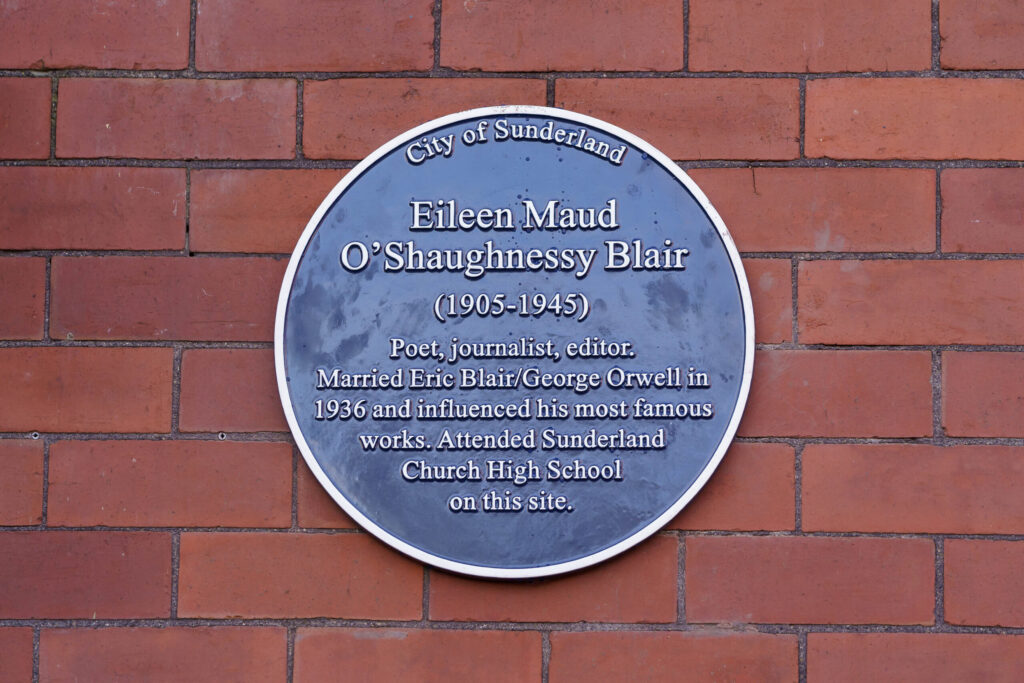 City of Sunderland
Eileen Maud
O'Shaughnessy Blair
(1905-1945)
Poet, journalist, editor.
Married Eric Blair/George Orwell in
1936 and influenced his most famous
works. Attended Sunderland
Church High School
on this site.